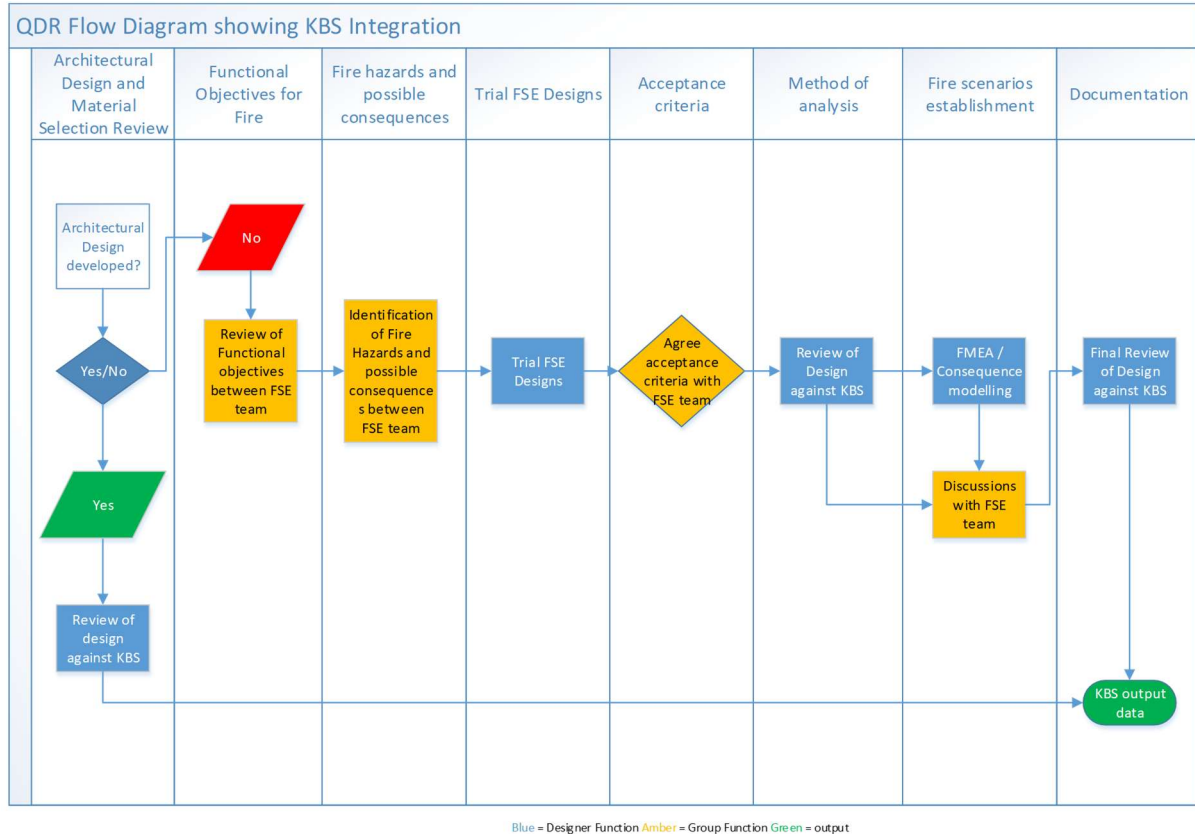 QDR Flow Diagram showing KBS Integration
Architectural
Design and
Material
Selection Review
Functional
Objectives for
Fire
Fire hazards and
possible
consequences
Trial FSE Designs
Acceptance
criteria
Method of
analysis
Fire scenarios
establishment
Documentation
Architectural
Design
developed?
No
Yes/No
Review of
Functional
objectives
between FSE
team
Identification
of Fire
Hazards and
possible
consequence
s between
FSE team
Trial FSE
Designs
Agree
acceptance
criteria with
FSE team
Review of
Design
against KBS
FMEA /
Consequence
modelling
Final Review
of Design
against KBS
Yes
Discussions
with FSE
team
Review of
design
against KBS
KBS output
data
Blue = Designer Function Amber = Group Function Green = output